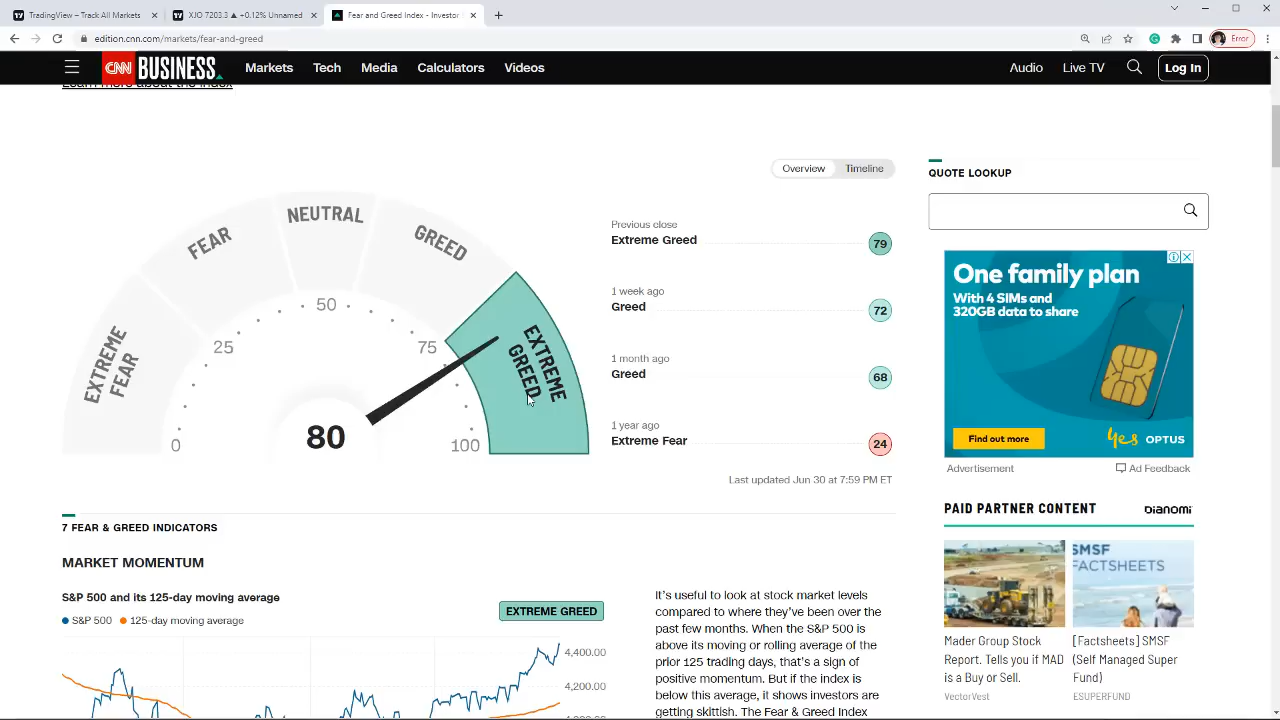 TradingView – Track All Markets
XJO 7203.3 ▲ +0.12% Unnamed
Fear and Greed Index - Investor
edition.cnn.com/markets/fear-and-greed
Error
CNN BUSINESS
Markets
Tech
Media
Calculators
Videos
Audio
Live TV
Log In
Learn more about the index
Overview
Timeline
EXTREME
FEAR
FEAR
NEUTRAL
GREED
EXTREME
GREED
0
25
50
75
100
80
Previous close
Extreme Greed
79
1 week ago
Greed
72
1 month ago
Greed
68
1 year ago
Extreme Fear
24
Last updated Jun 30 at 7:59 PM ET
7 FEAR & GREED INDICATORS
MARKET MOMENTUM
S&P 500 and its 125-day moving average
S&P 500
125-day moving average
EXTREME GREED
4,400.00
4,200.00
It's useful to look at stock market levels
compared to where they've been over the
past few months. When the S&P 500 is
above its moving or rolling average of the
prior 125 trading days, that's a sign of
positive momentum. But if the index is
below this average, it shows investors are
getting skittish. The Fear & Greed Index
QUOTE LOOKUP
One family plan
With 4 SIMs and
320GB data to share
Find out more
yes OPTUS
Advertisement
Ad Feedback
PAID PARTNER CONTENT
bianomi
SMSF
FACTSHEETS
Mader Group Stock
Report. Tells you if MAD
is a Buy or Sell.
VectorVest
[Factsheets] SMSF
(Self Managed Super
Fund)
ESUPERFUND